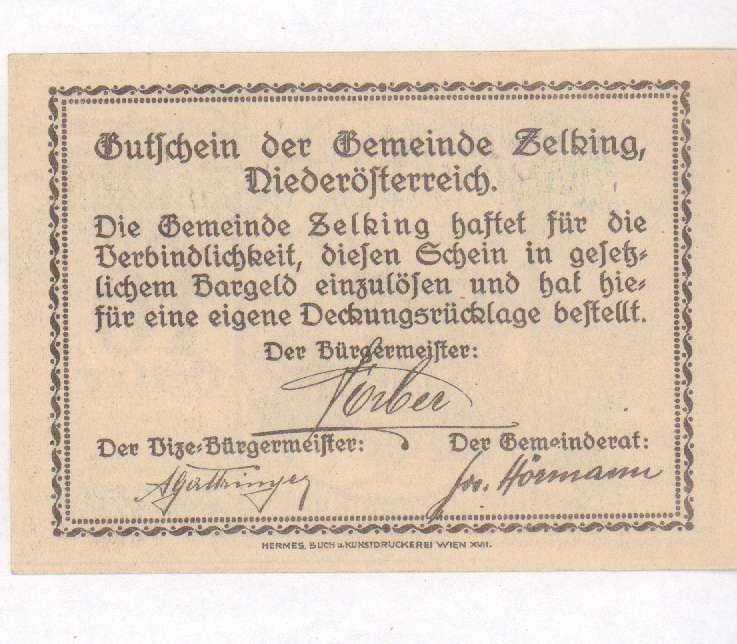 Gutschein der Gemeinde Zelking,
Niederösterreich.
Die Gemeinde Zelking haftet für die
Verbindlichkeit, diesen Schein in gesetz-
lichem Bargeld einzulösen und hat hie-
für eine eigene Deckungsrücklage bestellt.
Der Bürgermeister:
Der Vize-Bürgermeister: Der Gemeinderat:
Jos. Hörmann
HERMES, BUCH u. KUNSTDRUCKEREI WIEN XVII.